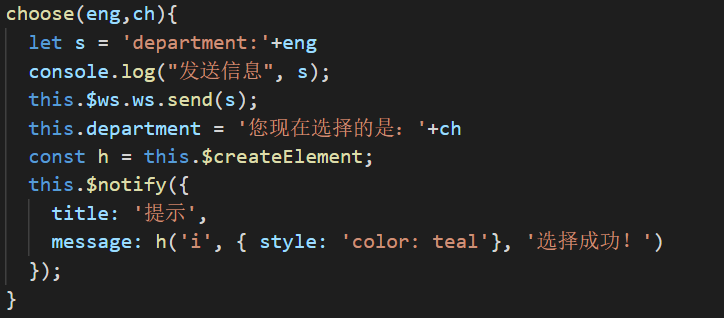 choose(eng,ch){
let s = 'department:'+eng
console.log("发送信息", s);
this.$ws.ws.send(s);
this.department = '您现在选择的是：'+ch
const h = this.$createElement;
this.$notify({
title: '提示',
message: h('i', { style: 'color: teal'}, '选择成功！')
});
}